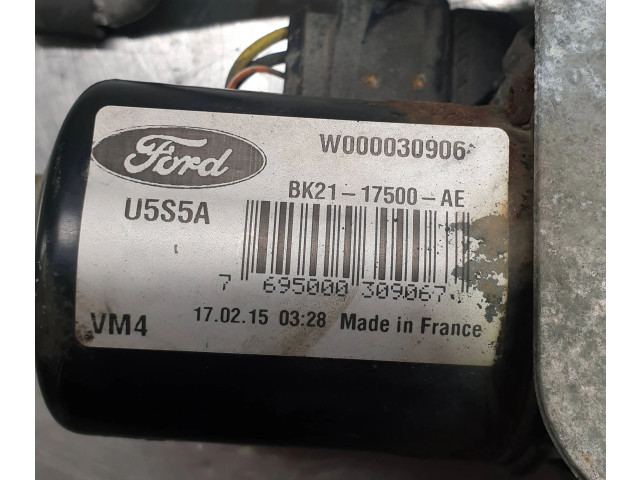 Ford
W000030906
BK21-17500-AE
U5S5A
7 695000 309067
VM4
17.02.15 03:28 Made in France